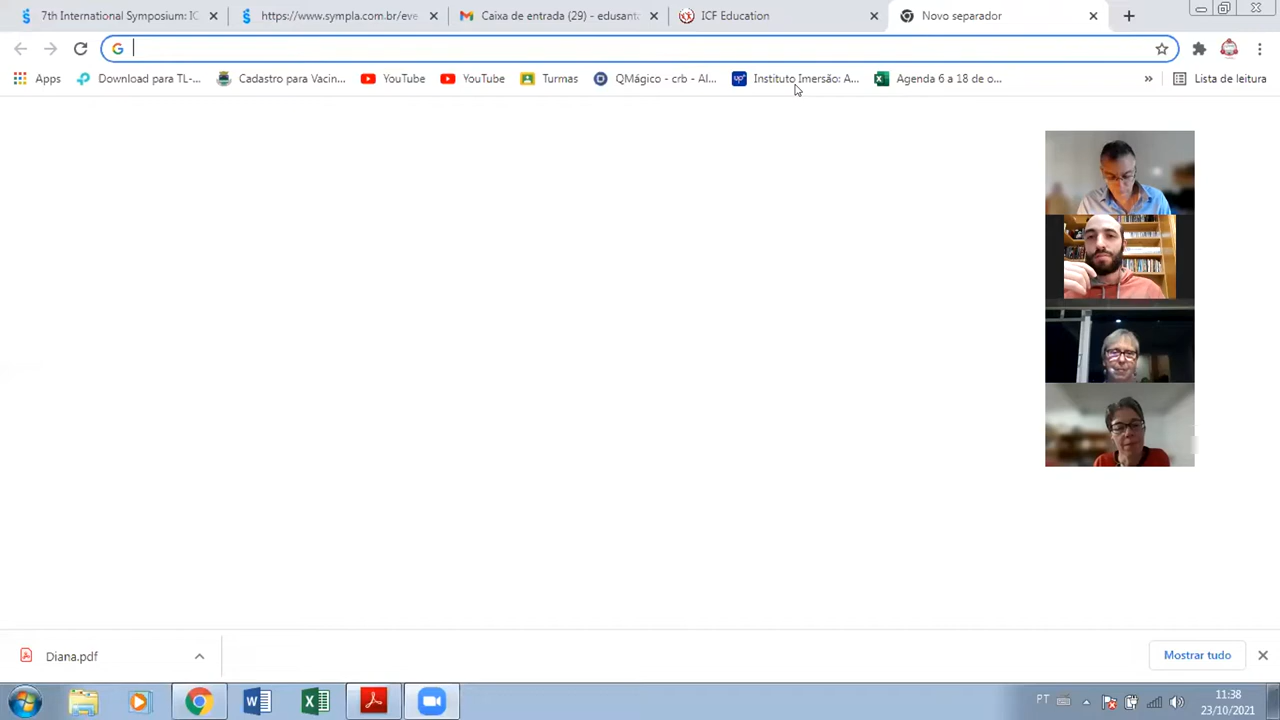 7th International Symposium: IC
https://www.sympla.com.br/eve
Caixa de entrada (29) - edusant
ICF Education
Novo separador
Apps
Download para TL-...
Cadastro para Vacin...
YouTube
YouTube
Turmas
QMágico - crb - Al...
Instituto Imersão: A...
Agenda 6 a 18 de o...
»
Lista de leitura
Diana.pdf
Mostrar tudo
PT
11:38
23/10/2021